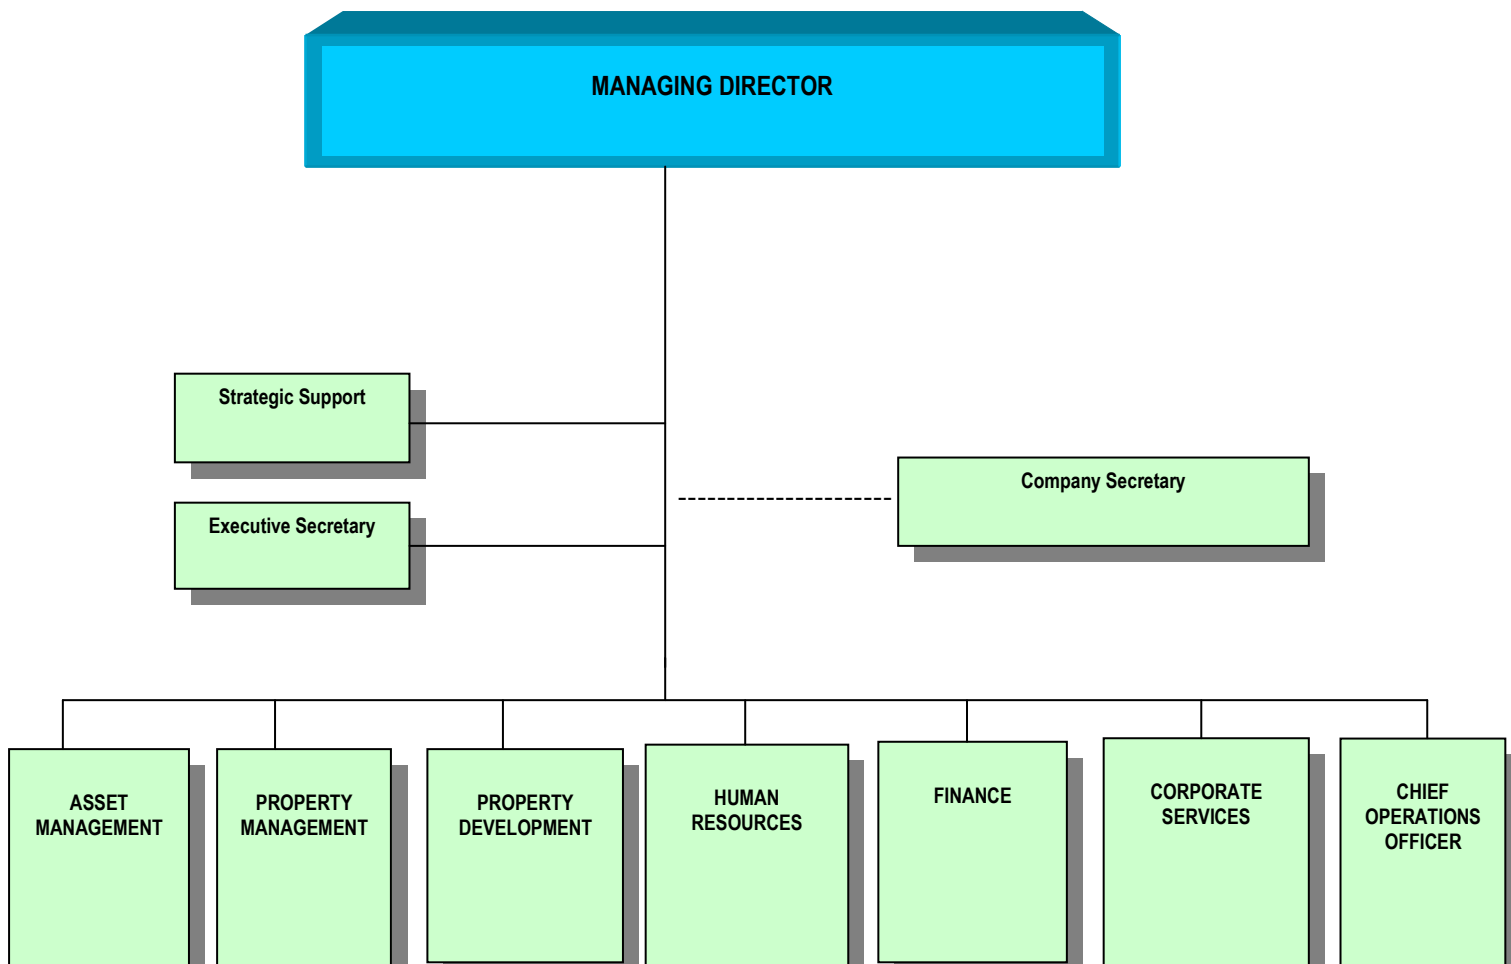 MANAGING DIRECTOR
Strategic Support
Company Secretary
Executive Secretary
ASSET
MANAGEMENT
PROPERTY
MANAGEMENT
PROPERTY
DEVELOPMENT
HUMAN
RESOURCES
FINANCE
CORPORATE
SERVICES
CHIEF
OPERATIONS
OFFICER